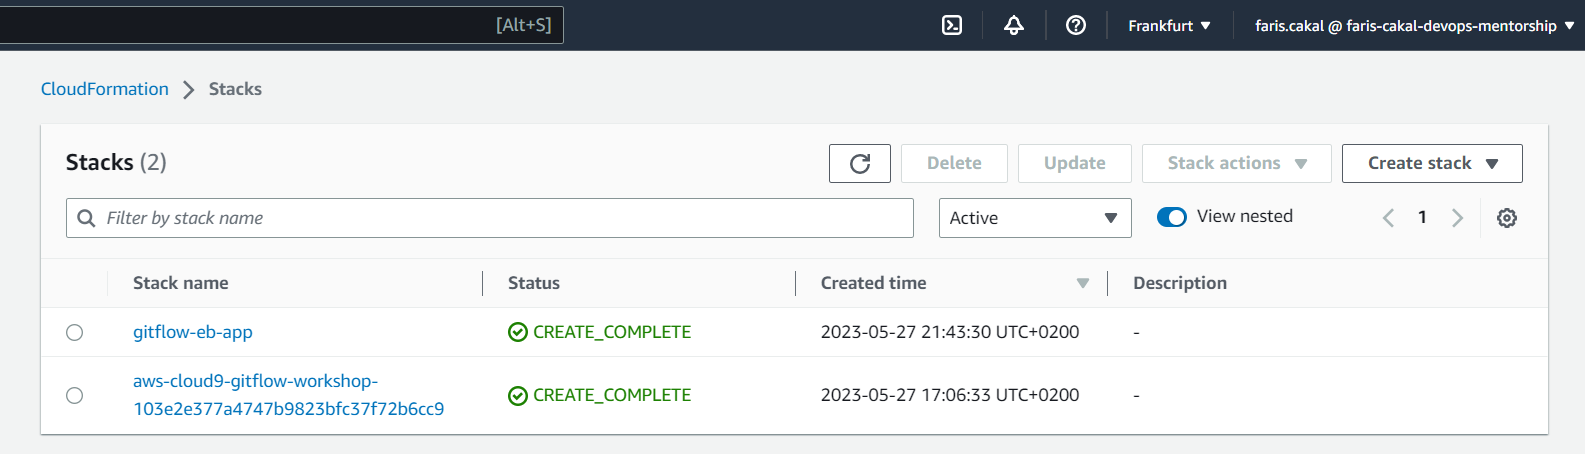 [Alt+S] Frankfurt faris.cakal @ faris-cakal-devops-mentorship
CloudFormation Stacks
Stacks (2) Delete Update Stack actions Create stack
Filter by stack name Active View nested 1
Stack name Status Created time Description
gitflow-eb-app CREATE_COMPLETE 2023-05-27 21:43:30 UTC+0200 -
aws-cloud9-gitflow-workshop-
103e2e377a4747b9823bfc37f72b6cc9 CREATE_COMPLETE 2023-05-27 17:06:33 UTC+0200 -